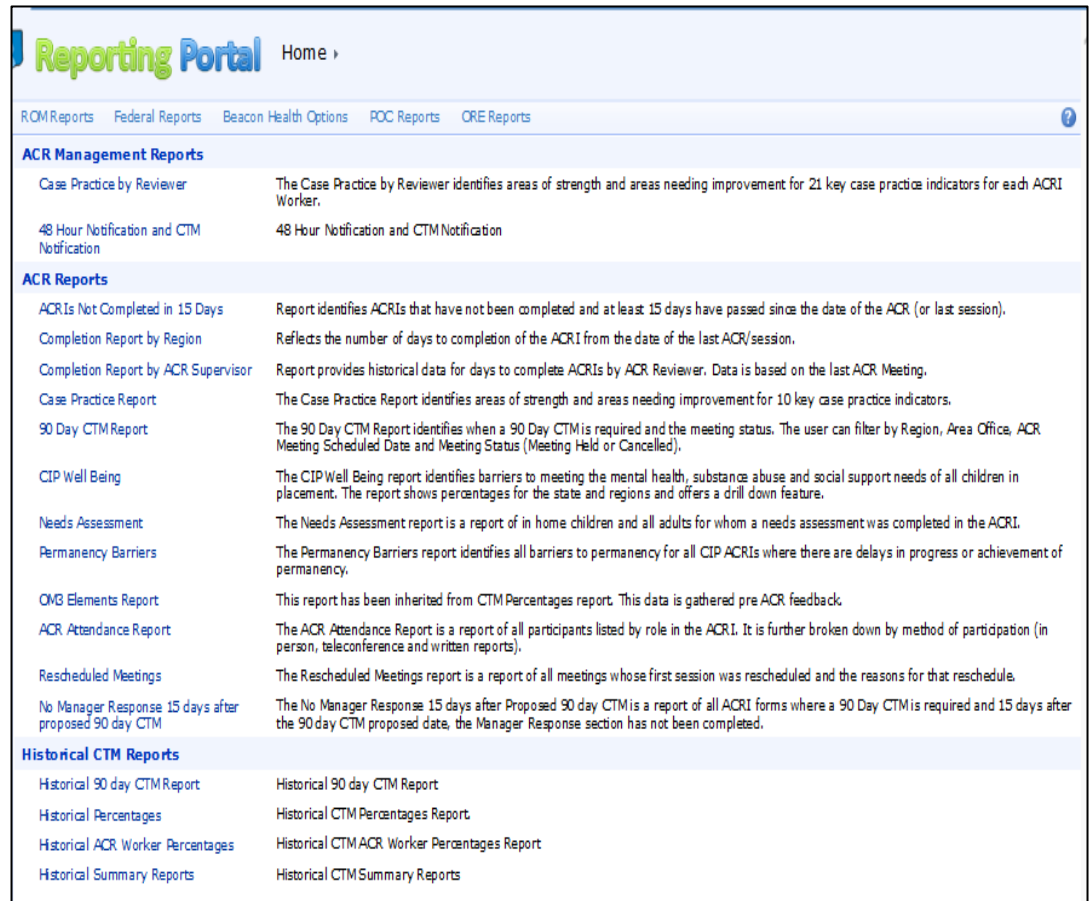 Reporting Portal Home
ROM Reports Federal Reports Beacon Health Options POC Reports ORE Reports ?
ACR Management Reports
Case Practice by Reviewer The Case Practice by Reviewer identifies areas of strength and areas needing improvement for 21 key case practice indicators for each ACRI
Worker.
48 Hour Notification and CTM 48 Hour Notification and CTM Notification
Notification
ACR Reports
ACRIs Not Completed in 15 Days Report identifies ACRIs that have not been completed and at least 15 days have passed since the date of the ACR (or last session).
Completion Report by Region Reflects the number of days to completion of the ACRI from the date of the last ACR/session.
Completion Report by ACR Supervisor Report provides historical data for days to complete ACRIs by ACR Reviewer. Data is based on the last ACR Meeting.
Case Practice Report The Case Practice Report identifies areas of strength and areas needing improvement for 10 key case practice indicators.
90 Day CTM Report The 90 Day CTM Report identifies when a 90 Day CTM is required and the meeting status. The user can filter by Region, Area Office, ACR
Meeting Scheduled Date and Meeting Status (Meeting Held or Cancelled).
CIP Well Being The CIP Well Being report identifies barriers to meeting the mental health, substance abuse and social support needs of all children in
placement. The report shows percentages for the state and regions and offers a drill down feature.
Needs Assessment The Needs Assessment report is a report of in home children and all adults for whom a needs assessment was completed in the ACRI.
Permanency Barriers The Permanency Barriers report identifies all barriers to permanency for all CIP ACRIs where there are delays in progress or achievement of
permanency.
OM3 Elements Report This report has been inherited from CTM Percentages report. This data is gathered pre ACR feedback.
ACR Attendance Report The ACR Attendance Report is a report of all participants listed by role in the ACRI. It is further broken down by method of participation (in
person, teleconference and written reports).
Rescheduled Meetings The Rescheduled Meetings report is a report of all meetings whose first session was rescheduled and the reasons for that reschedule.
No Manager Response 15 days after The No Manager Response 15 days after Proposed 90 day CTM is a report of all ACRI forms where a 90 Day CTM is required and 15 days after
proposed 90 day CTM the 90 day CTM proposed date, the Manager Response section has not been completed.
Historical CTM Reports
Historical 90 day CTM Report Historical 90 day CTM Report
Historical Percentages Historical CTM Percentages Report.
Historical ACR Worker Percentages Historical CTM ACR Worker Percentages Report
Historical Summary Reports Historical CTM Summary Reports